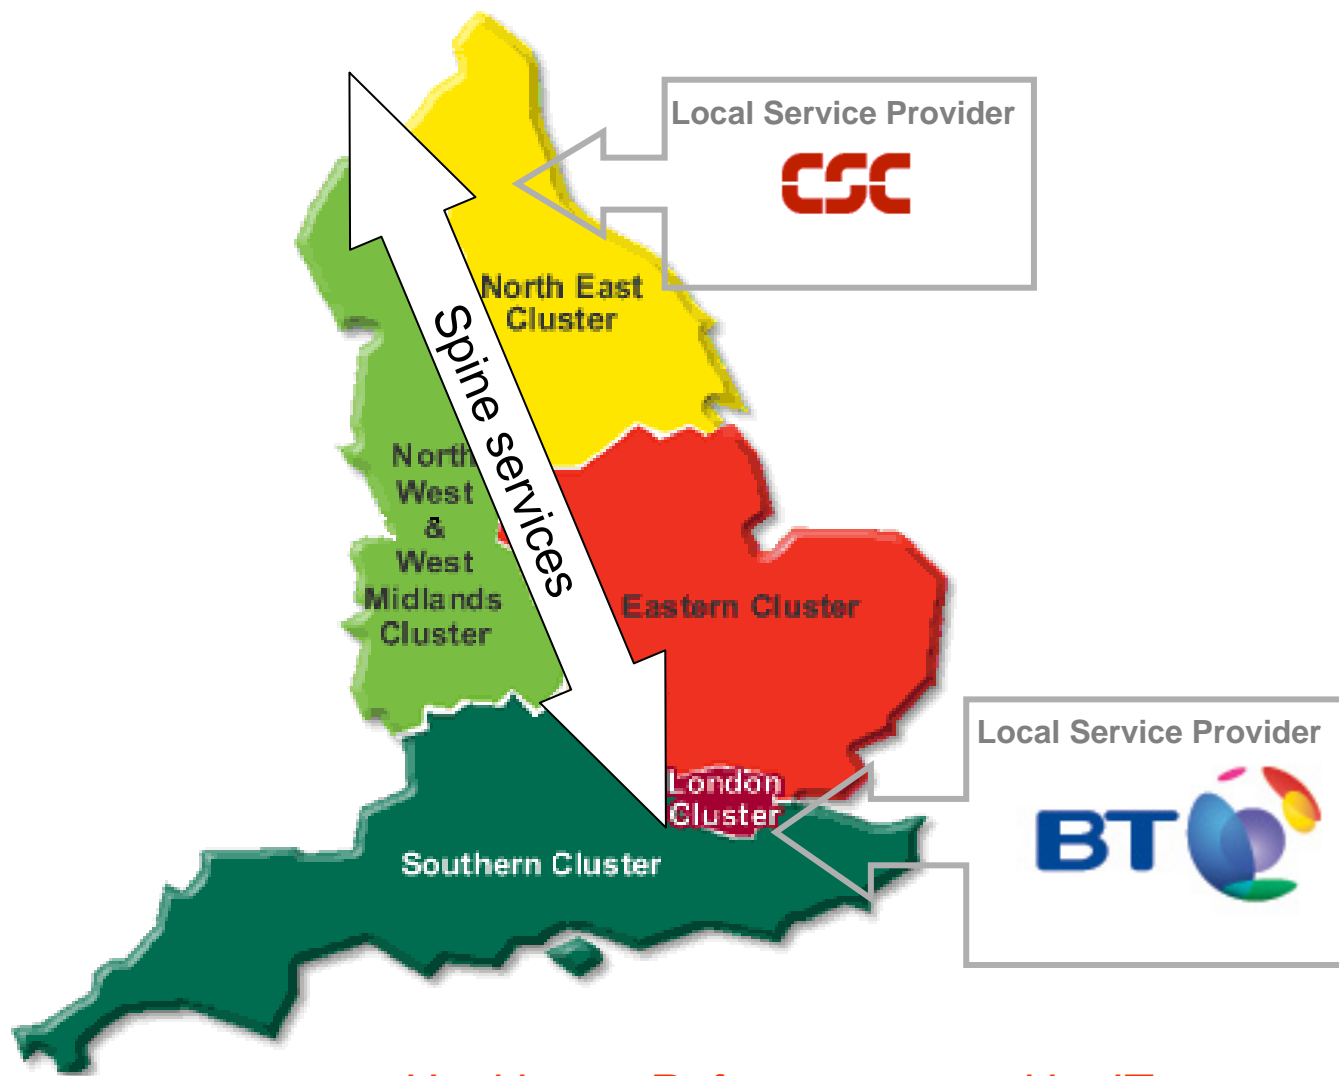 Local Service Provider
CSC
North East
Cluster
Spine services
North
West
&
West
Midlands
Cluster
Eastern Cluster
Local Service Provider
BT
London
Cluster
Southern Cluster